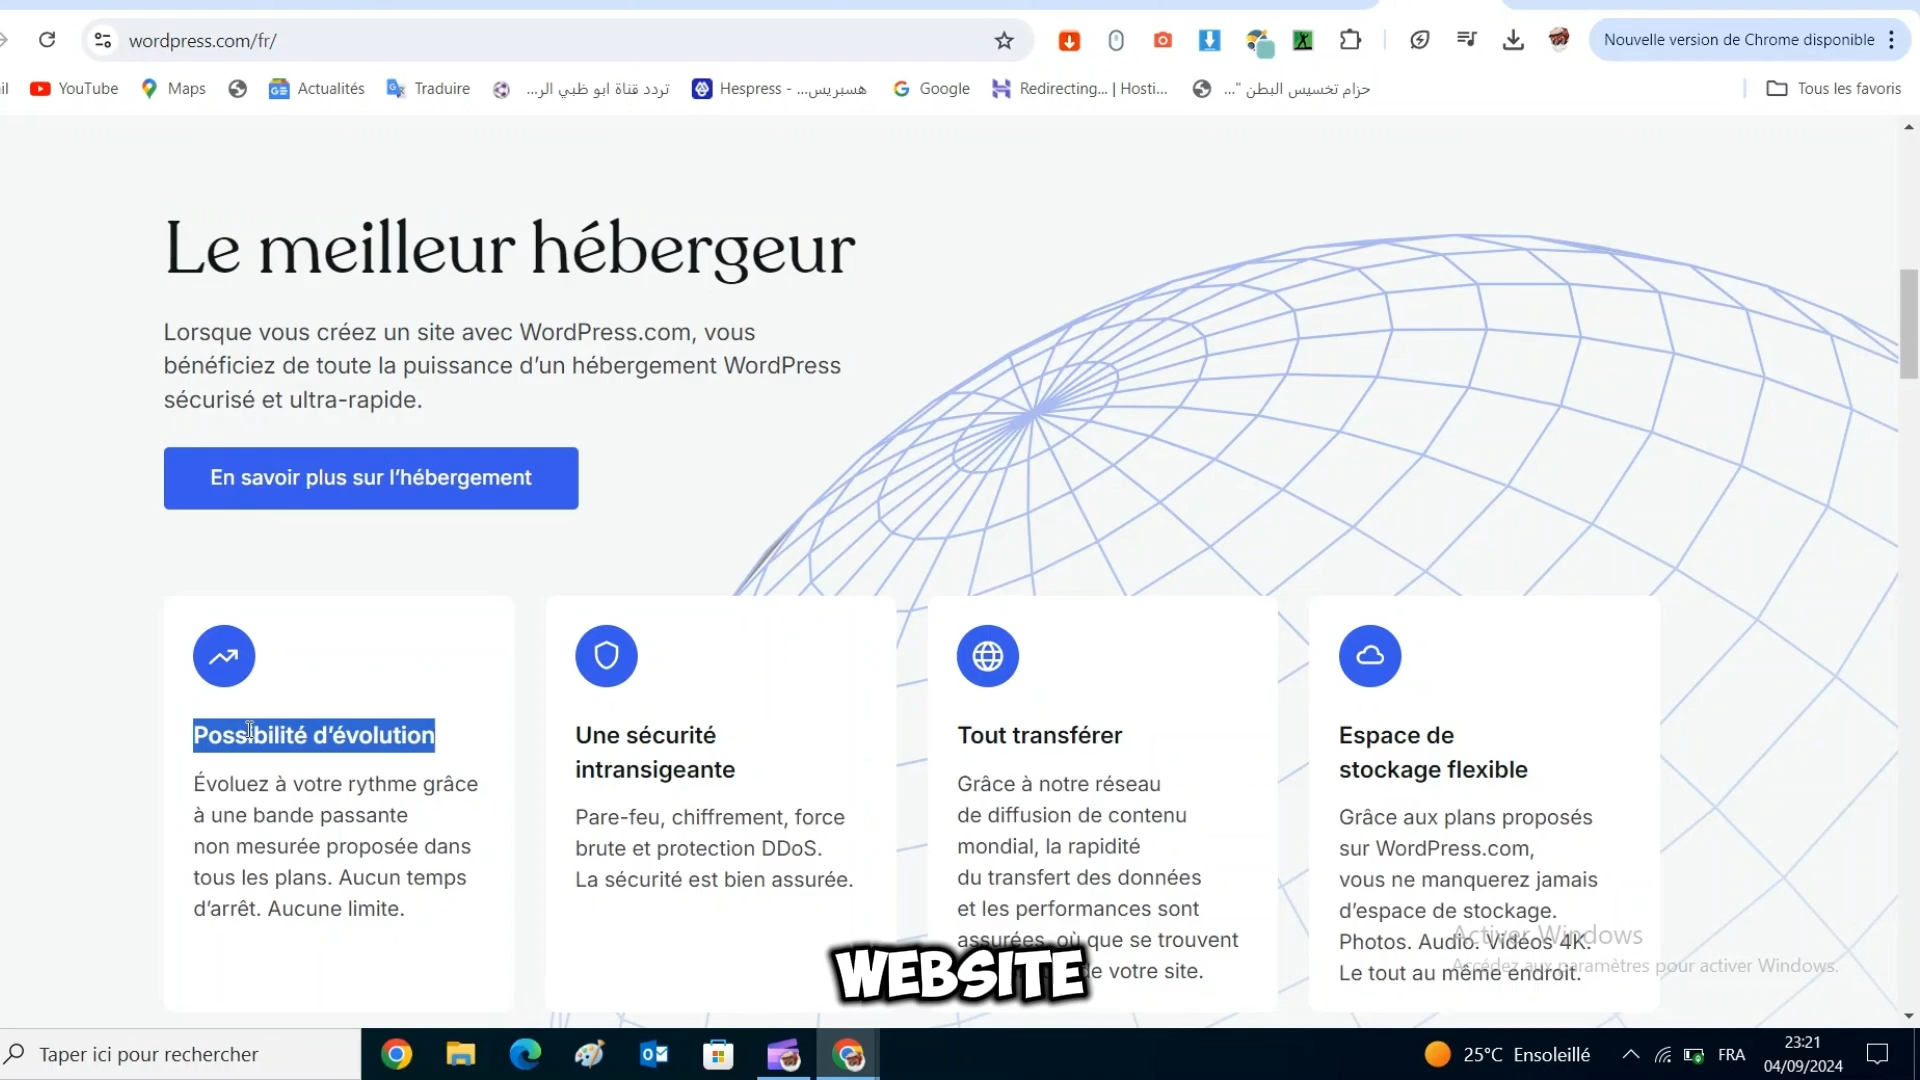 wordpress.com/fr/
Nouvelle version de Chrome disponible
YouTube
Maps
Actualités
Traduire
تردد قناة ابو ظبي الر...
Hespress - هسبريس...
Google
Redirecting... | Hosti...
حزام تخسيس البطن "...
Tous les favoris
Le meilleur hébergeur
Lorsque vous créez un site avec WordPress.com, vous
bénéficiez de toute la puissance d’un hébergement WordPress
sécurisé et ultra-rapide.
En savoir plus sur l’hébergement
Possibilité d’évolution
Évoluez à votre rythme grâce
à une bande passante
non mesurée proposée dans
tous les plans. Aucun temps
d’arrêt. Aucune limite.
Une sécurité
intransigeante
Pare-feu, chiffrement, force
brute et protection DDoS.
La sécurité est bien assurée.
Tout transférer
Grâce à notre réseau
de diffusion de contenu
mondial, la rapidité
du transfert des données
et les performances sont
assurées, où que se trouvent
de votre site.
Espace de
stockage flexible
Grâce aux plans proposés
sur WordPress.com,
vous ne manquerez jamais
d’espace de stockage.
Photos. Audio. Vidéos 4K.
Le tout au même endroit.
Activer Windows
Accédez aux paramètres pour activer Windows.
WEBSITE
Taper ici pour rechercher
25°C Ensoleillé
FRA
23:21
04/09/2024